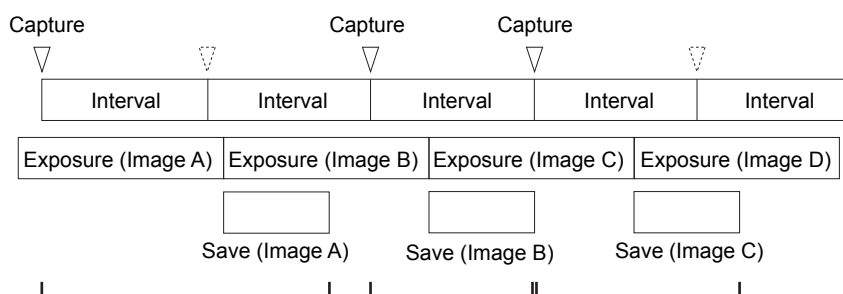 Capture Capture Capture
Interval Interval Interval Interval Interval
Exposure (Image A) Exposure (Image B) Exposure (Image C) Exposure (Image D)
Save (Image A) Save (Image B) Save (Image C)